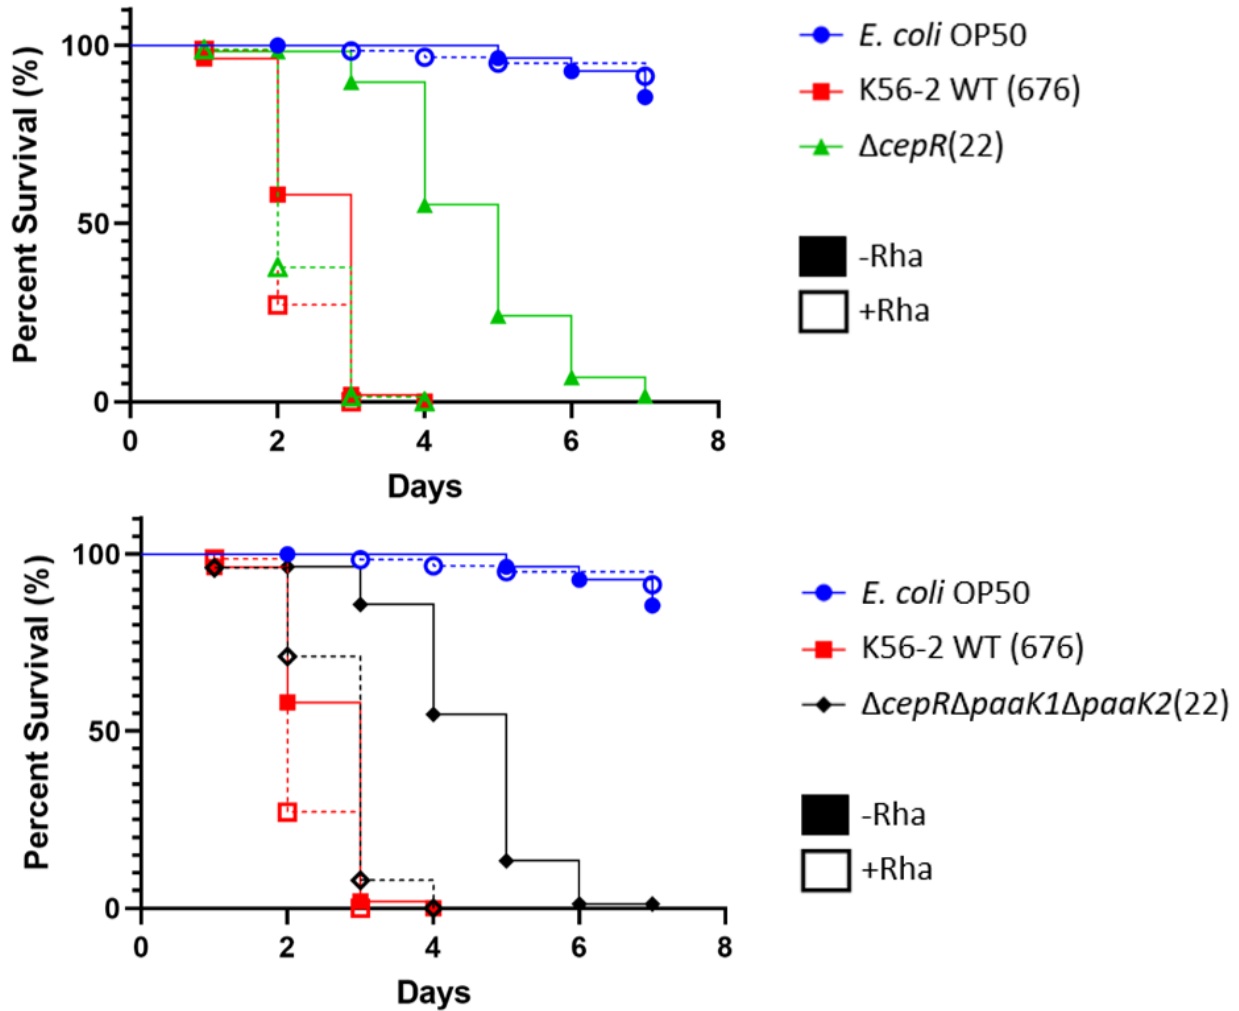 Percent Survival (%)
100
50
0
0 2 4 6 8
Days
E. coli OP50
K56-2 WT (676)
ΔcepR(22)
-Rha
+Rha
Percent Survival (%)
100
50
0
0 2 4 6 8
Days
E. coli OP50
K56-2 WT (676)
ΔcepRΔpaaK1ΔpaaK2(22)
-Rha
+Rha